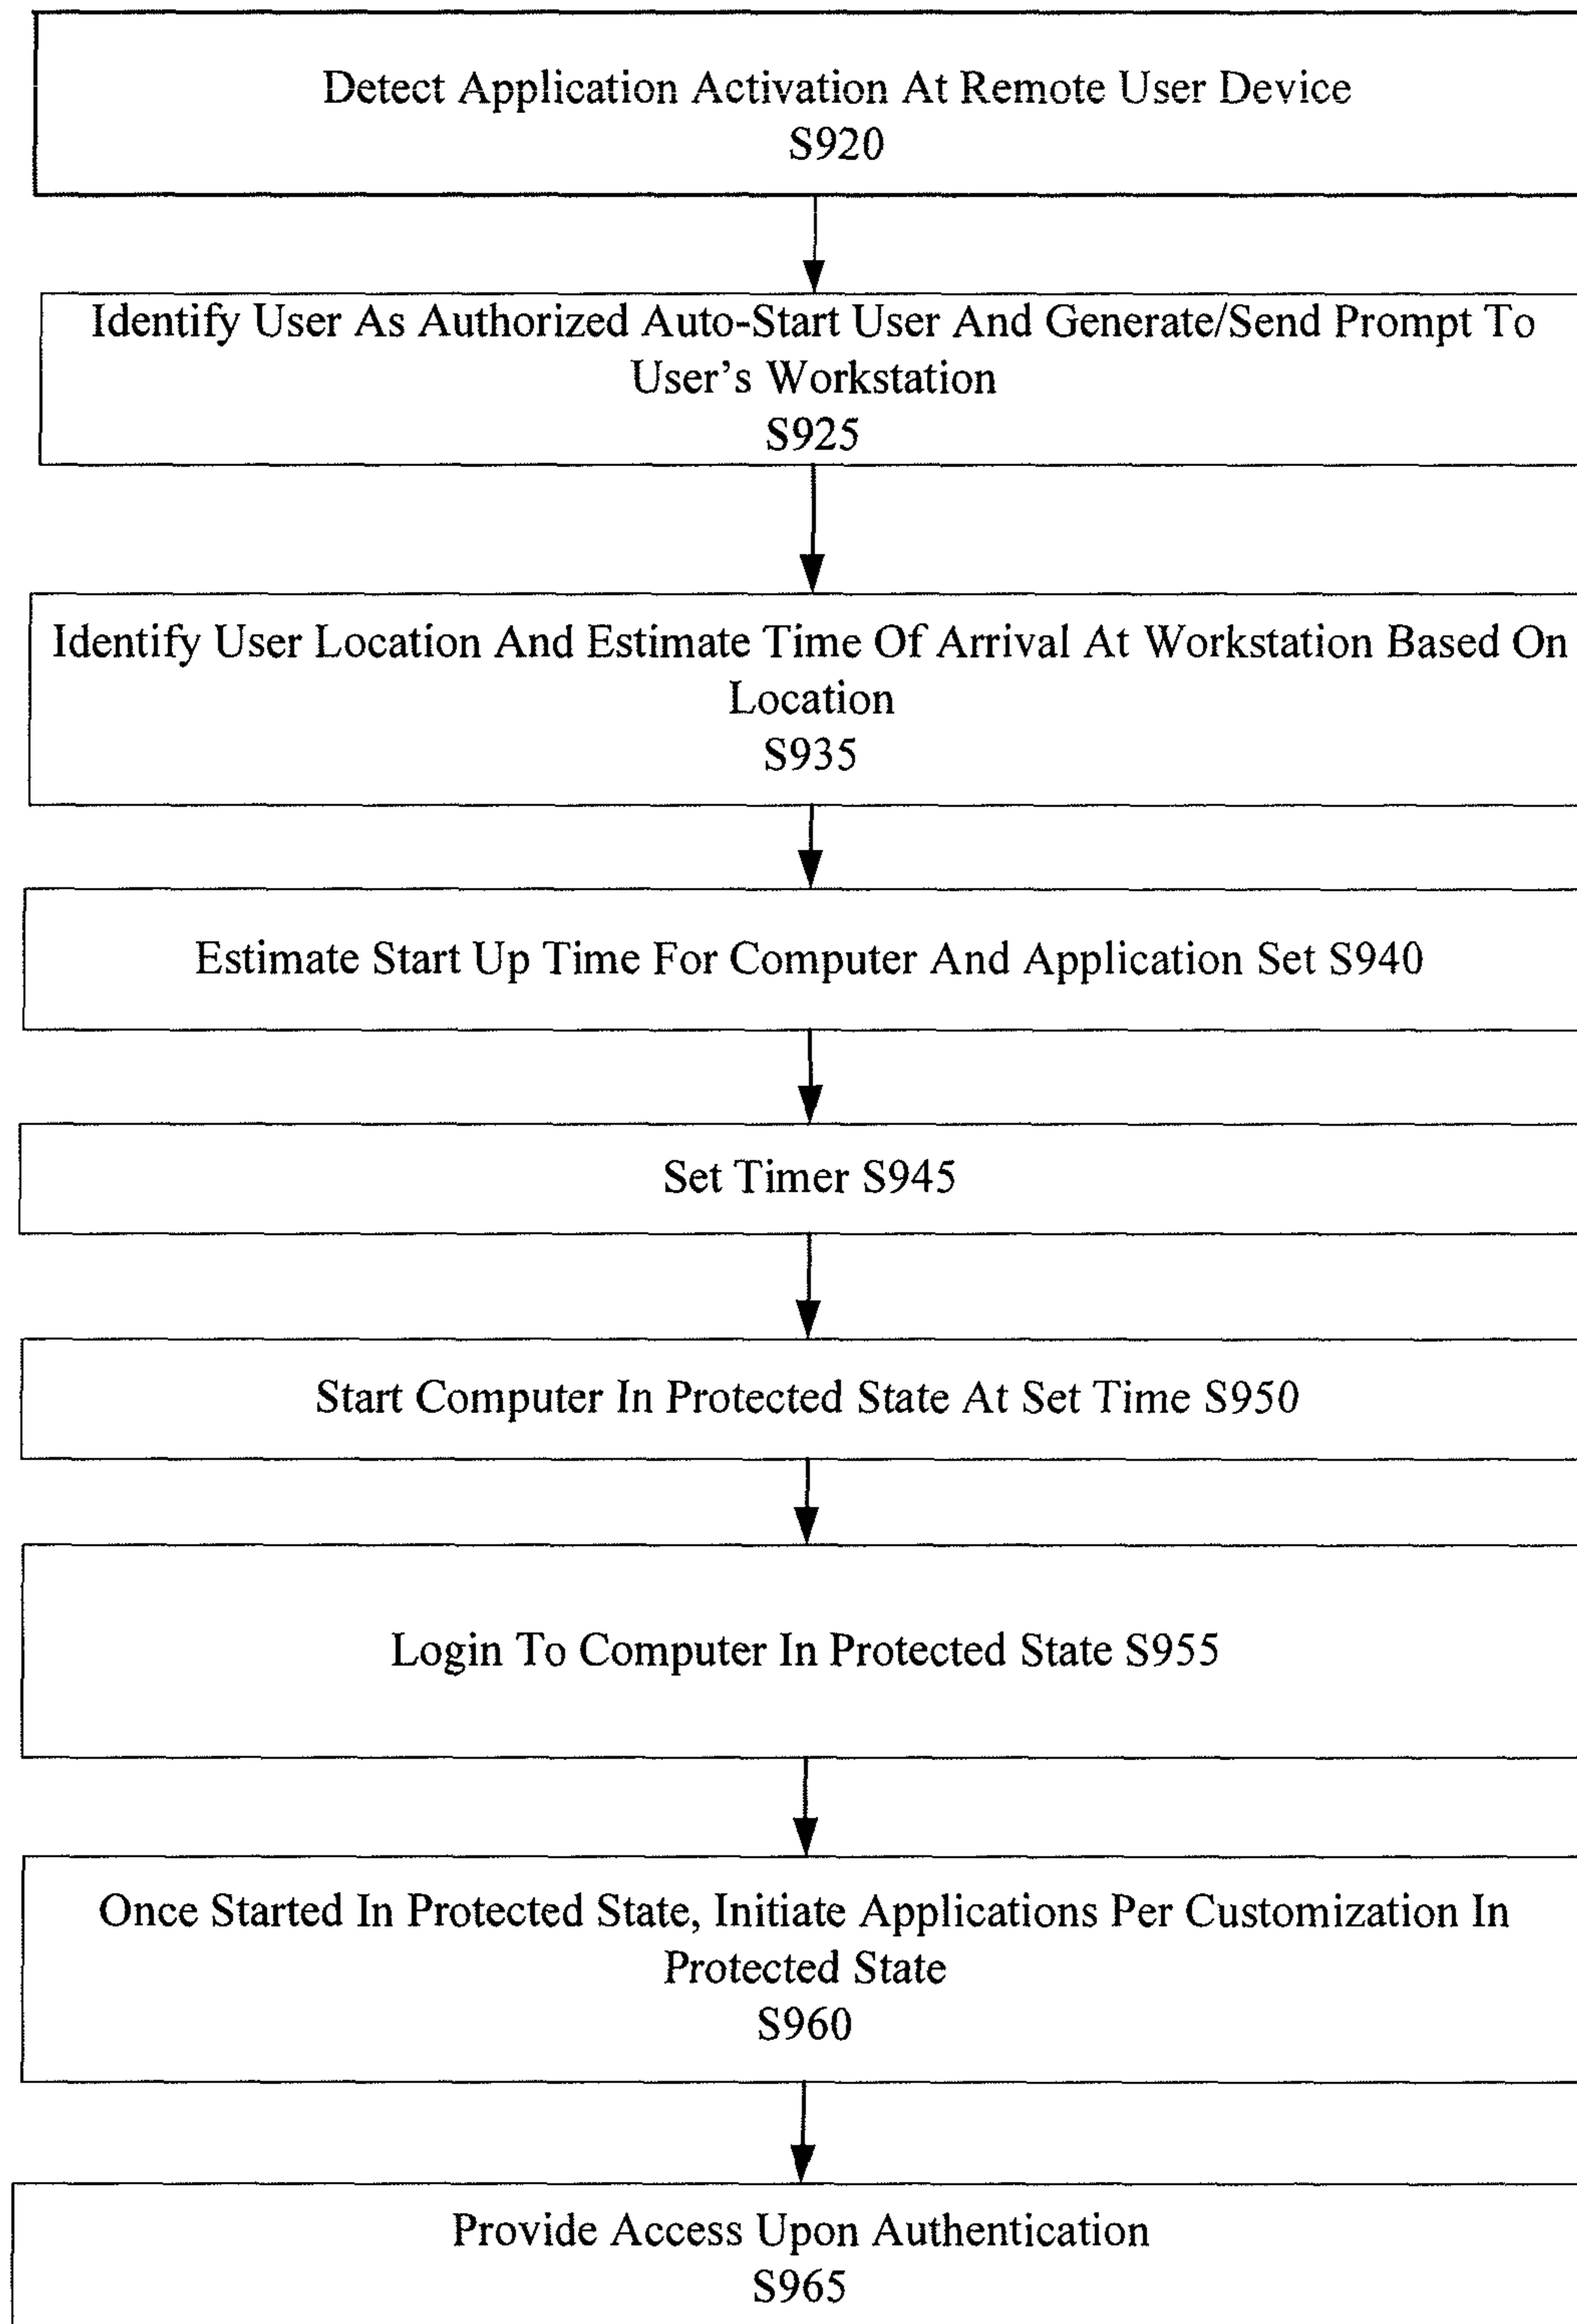 Detect Application Activation At Remote User Device
S920
Identify User As Authorized Auto-Start User And Generate/Send Prompt To
User's Workstation
S925
Identify User Location And Estimate Time Of Arrival At Workstation Based On
Location
S935
Estimate Start Up Time For Computer And Application Set S940
Set Timer S945
Start Computer In Protected State At Set Time S950
Login To Computer In Protected State S955
Once Started In Protected State, Initiate Applications Per Customization In
Protected State
S960
Provide Access Upon Authentication
S965